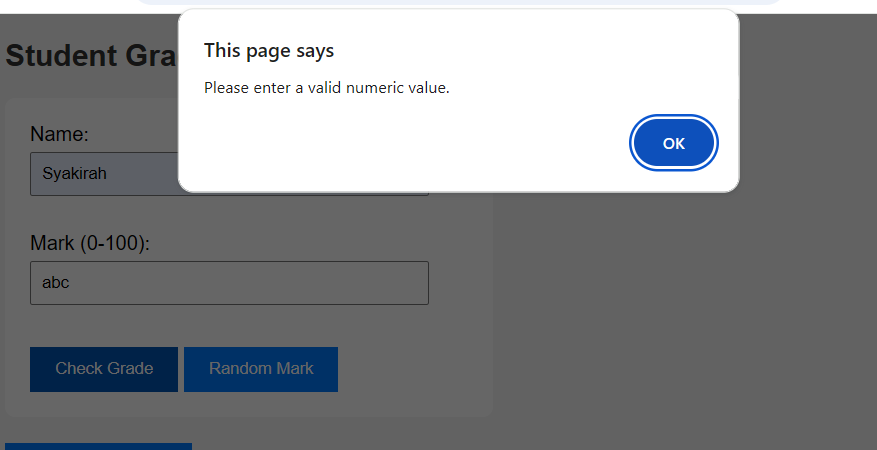 This page says
Please enter a valid numeric value.
OK
Student Gra
Name:
Syakirah
Mark (0-100):
abc
Check Grade
Random Mark